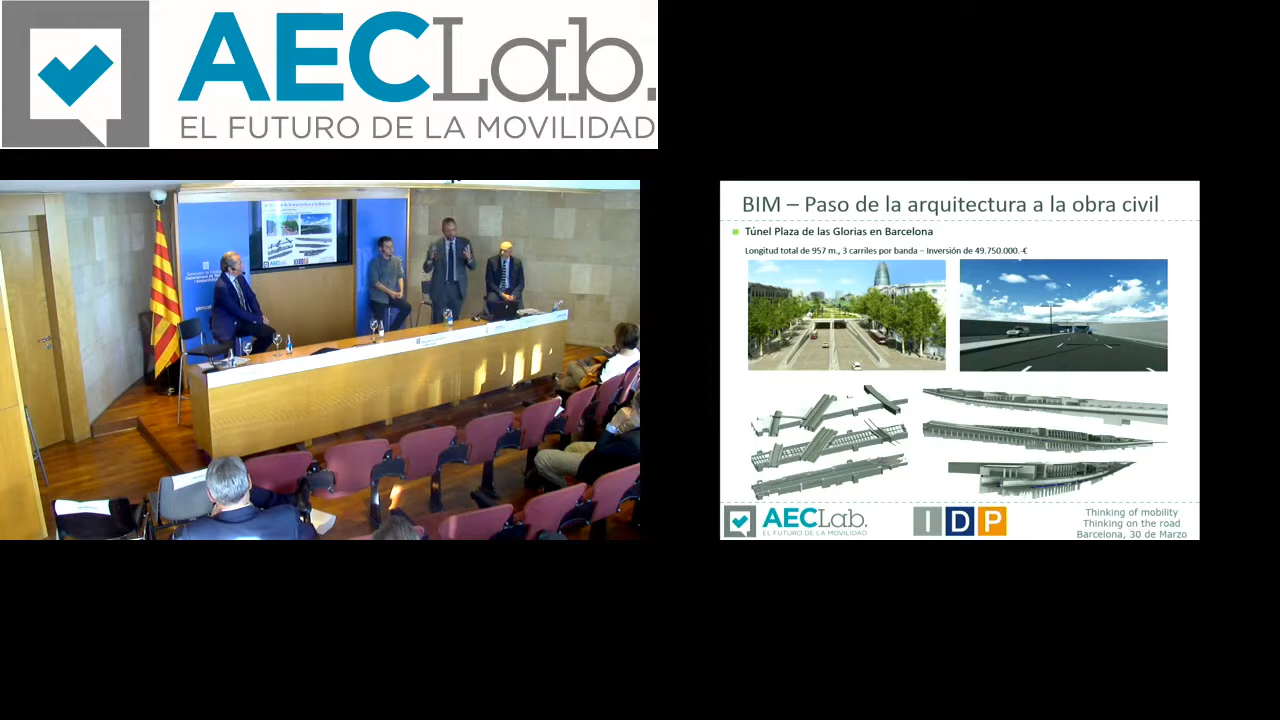 AECLab.
EL FUTURO DE LA MOVILIDAD
BIM – Paso de la arquitectura a la obra civil
Túnel Plaza de las Glorias en Barcelona
Longitud total de 957 m., 3 carriles por banda – Inversión de 49.750.000.-€
AECLab.
EL FUTURO DE LA MOVILIDAD
IDP
Thinking of mobility
Thinking on the road
Barcelona, 30 de Marzo